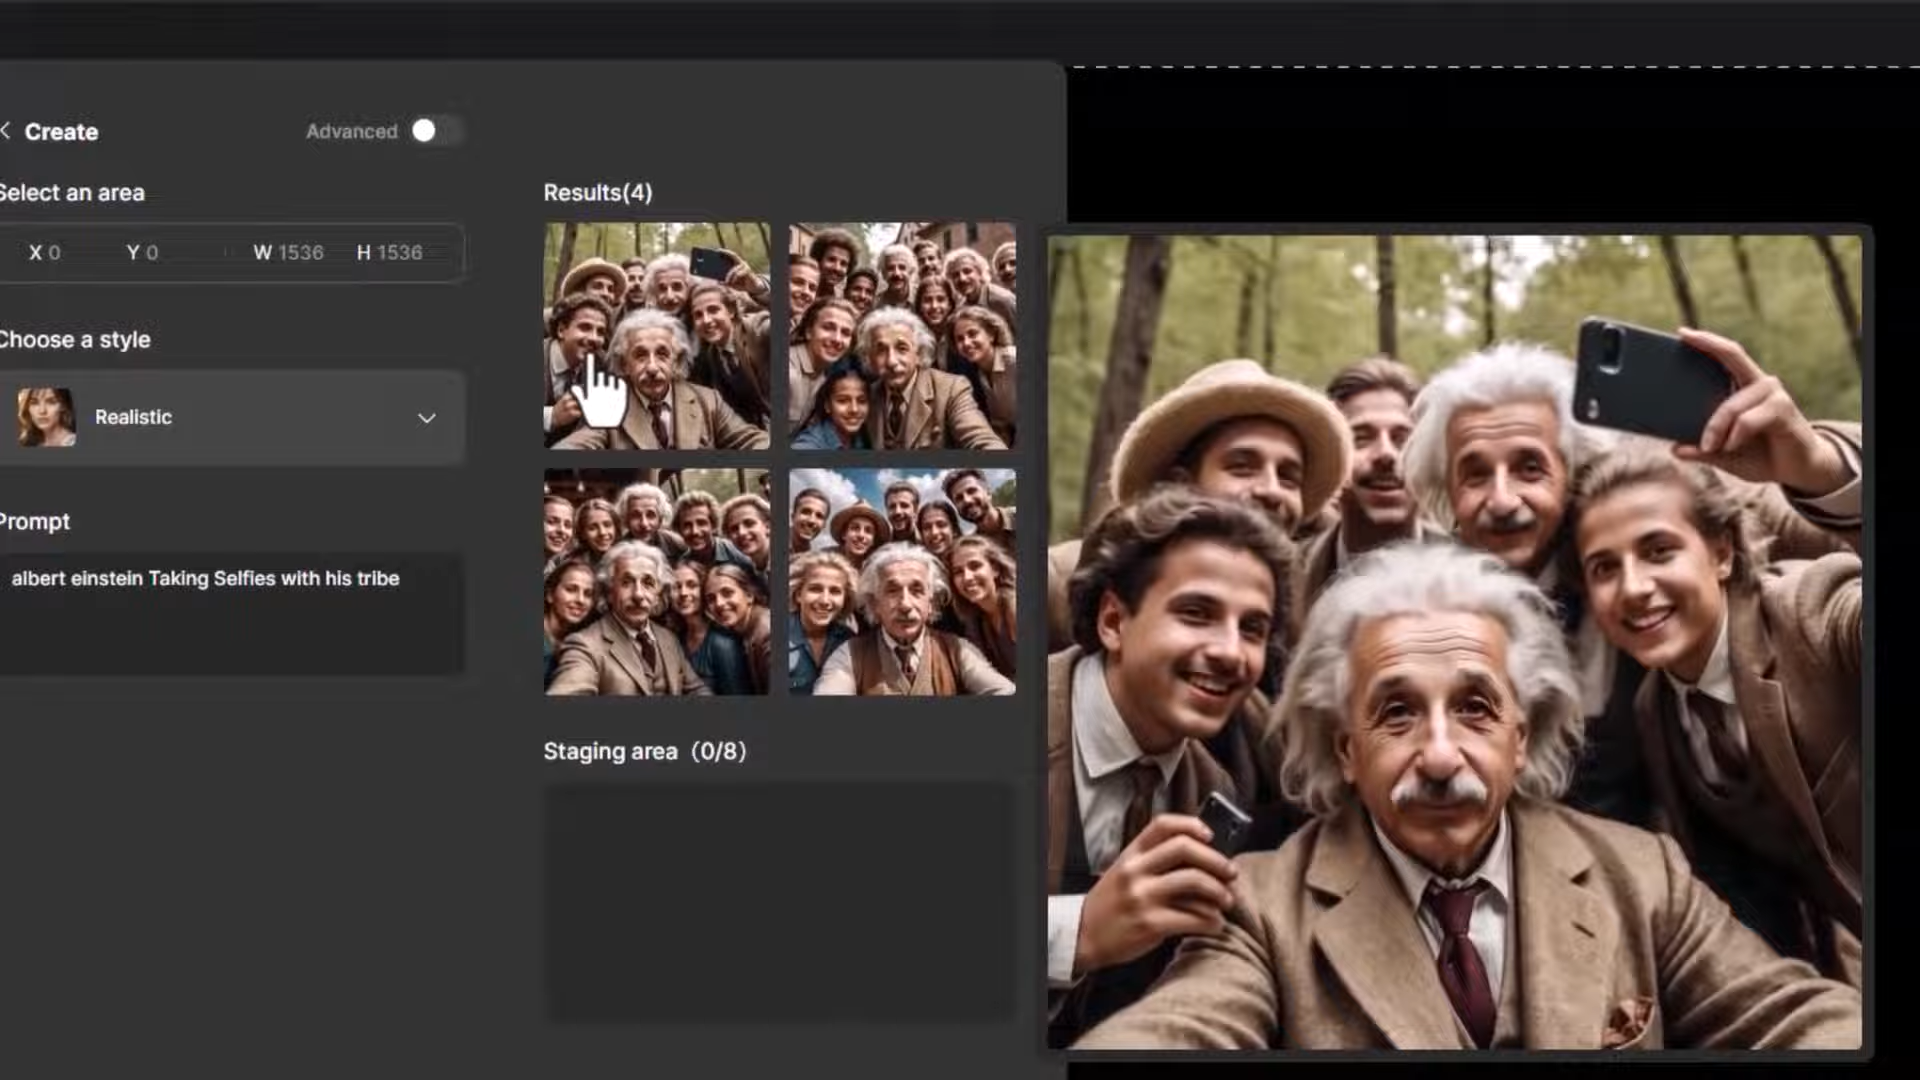 Create
Advanced
Select an area
X 0 Y 0 W 1536 H 1536
Choose a style
Realistic
Prompt
albert einstein Taking Selfies with his tribe
Results(4)
Staging area (0/8)